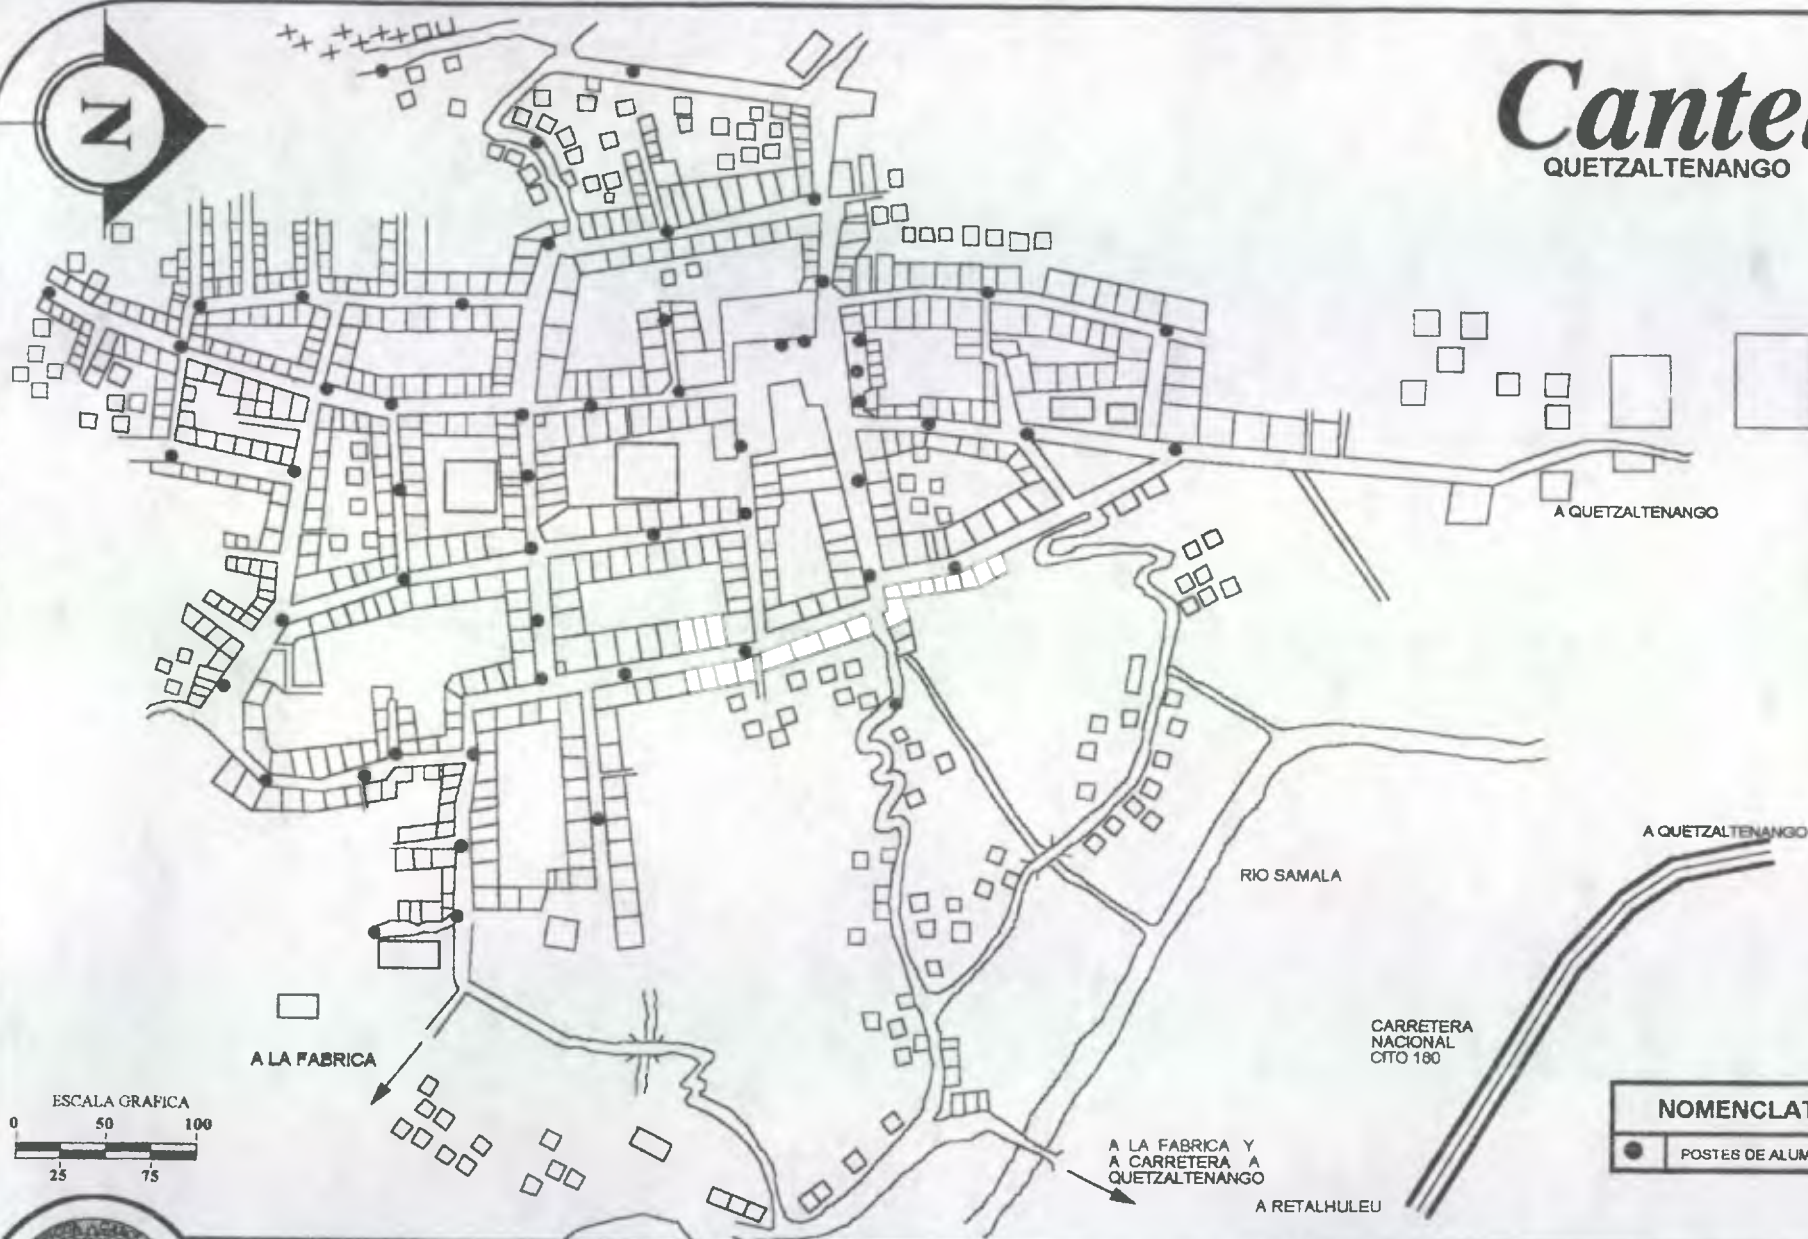 N
Cantel
QUETZALTENANGO
A QUETZALTENANGO
A QUETZALTENANGO
RIO SAMALA
CARRETERA
NACIONAL
CITO 180
A LA FABRICA
ESCALA GRAFICA
0 50 100
25 75
A LA FABRICA Y
A CARRETERA A
QUETZALTENANGO
A RETALHULEU
NOMENCLAT
POSTES DE ALUM